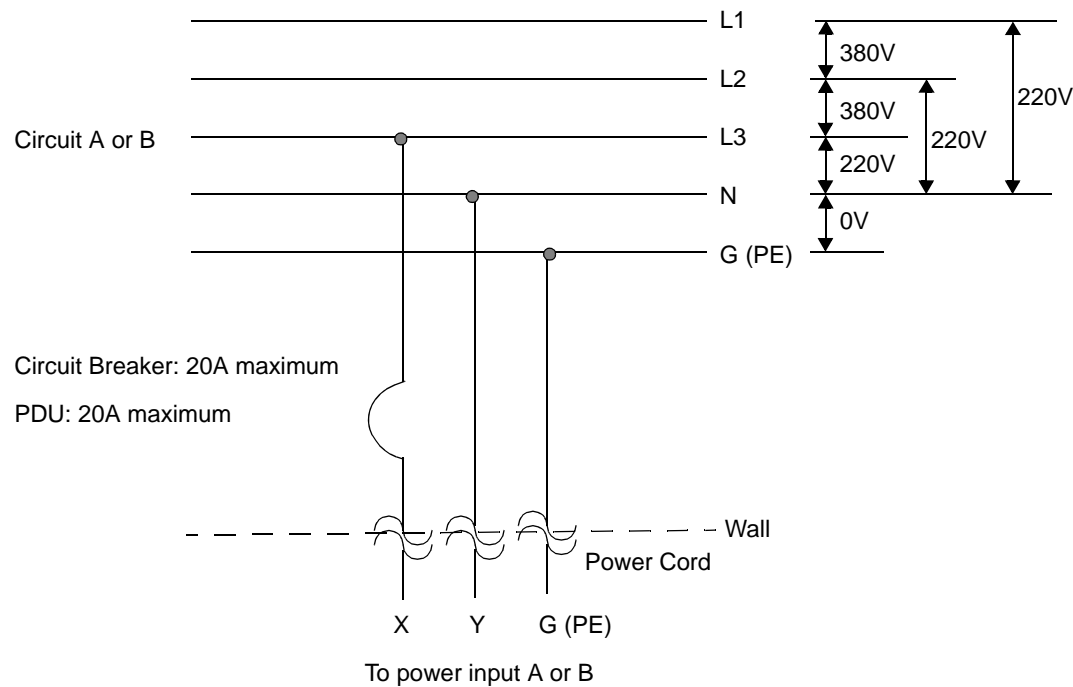 L1
380V
L2
220V
380V
Circuit A or B
L3
220V
220V
N
0V
G (PE)
Circuit Breaker: 20A maximum
PDU: 20A maximum
Wall
Power Cord
X
Y
G (PE)
To power input A or B